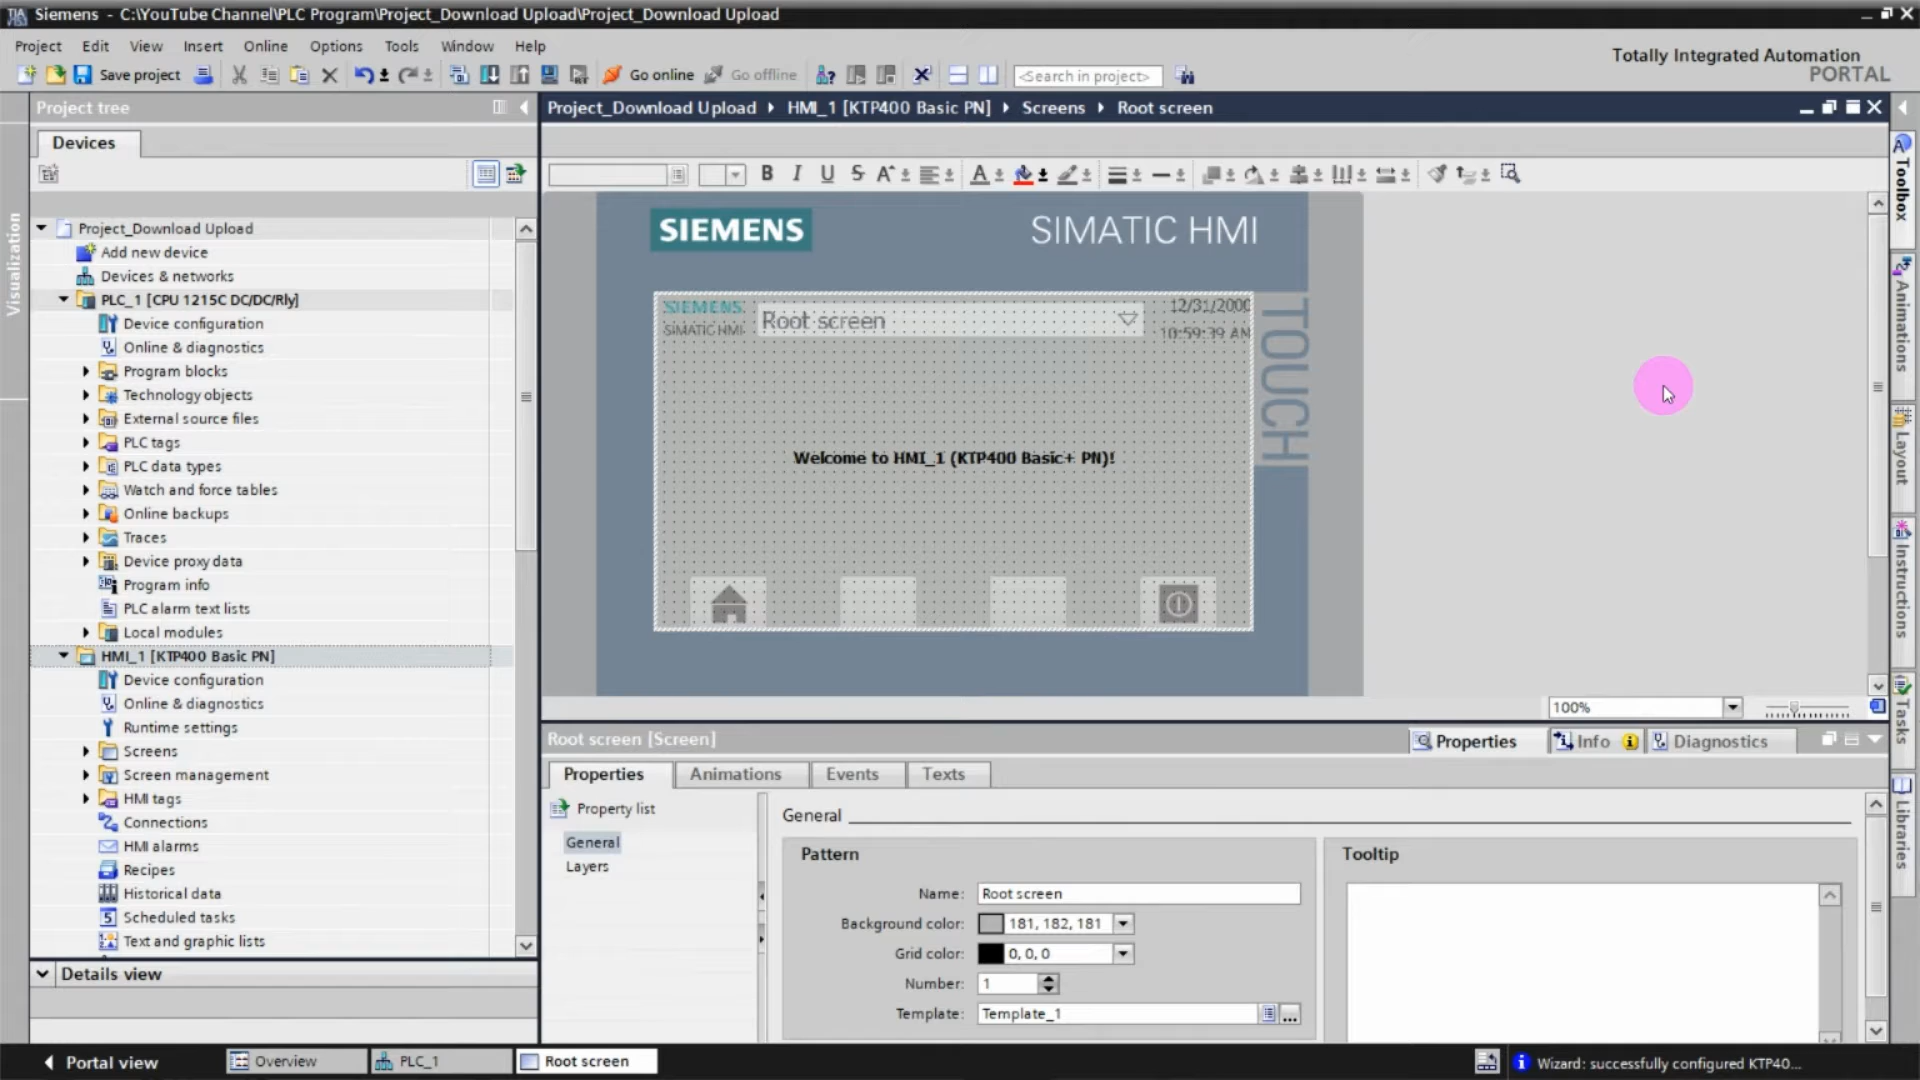 Siemens - C:\YouTube Channel\PLC Program\Project_Download Upload\Project_Download Upload
Project Edit View Insert Online Options Tools Window Help
Totally Integrated Automation
PORTAL
Save project Go online Go offline <Search in project>
Project tree
Project_Download Upload HMI_1 [KTP400 Basic PN] Screens Root screen
Devices
B I U S A A
Visualization
Project_Download Upload
Add new device
Devices & networks
PLC_1 [CPU 1215C DC/DC/Rly]
Device configuration
Online & diagnostics
Program blocks
Technology objects
External source files
PLC tags
PLC data types
Watch and force tables
Online backups
Traces
Device proxy data
Program info
PLC alarm text lists
Local modules
HMI_1 [KTP400 Basic PN]
Device configuration
Online & diagnostics
Runtime settings
Screens
Screen management
HMI tags
Connections
HMI alarms
Recipes
Historical data
Scheduled tasks
Text and graphic lists
Details view
SIEMENS SIMATIC HMI
SIEMENS
SIMATIC HMI
Root screen
12/31/2000
10:59:39 AM
TOUCH
Welcome to HMI_1 (KTP400 Basic+ PN)!
100%
Toolbox
Animations
Layout
Instructions
Tasks
Libraries
Root screen [Screen]
Properties Info Diagnostics
Properties Animations Events Texts
Property list
General
Layers
General
Pattern
Name: Root screen
Background color: 181, 182, 181
Grid color: 0, 0, 0
Number: 1
Template: Template_1
...
Tooltip
Portal view Overview PLC_1 Root screen
Wizard: successfully configured KTP40...